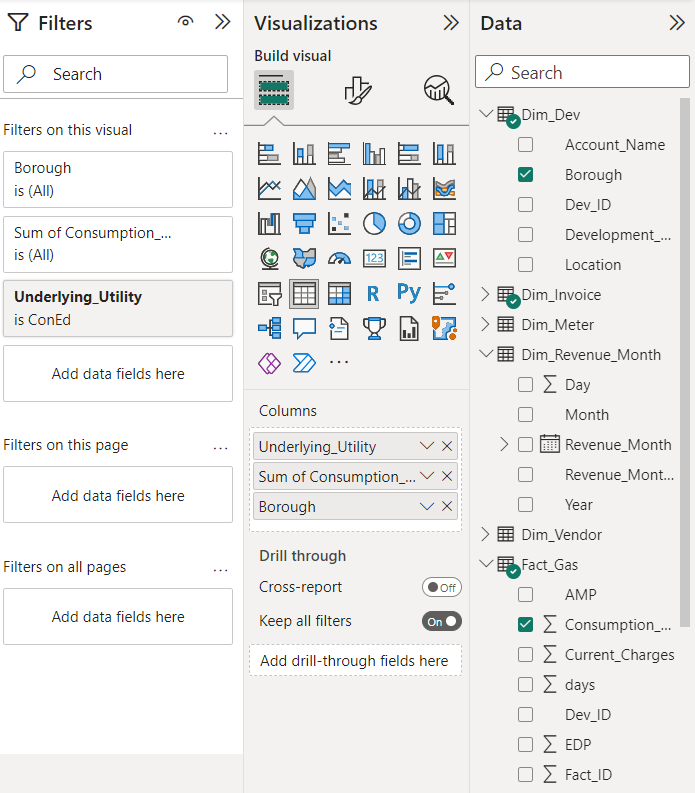 Filters
Search
Filters on this visual
...
Borough
is (All)
Sum of Consumption_...
is (All)
Underlying_Utility
is ConEd
Add data fields here
Filters on this page
...
Add data fields here
Filters on all pages
...
Add data fields here
Visualizations
Build visual
123
R
Py
...
Columns
Underlying_Utility
Sum of Consumption_...
Borough
Drill through
Cross-report
Off
Keep all filters
On
Add drill-through fields here
Data
Search
Dim_Dev
Account_Name
Borough
Dev_ID
Development_...
Location
Dim_Invoice
Dim_Meter
Dim_Revenue_Month
∑ Day
Month
Revenue_Month
Revenue_Mont...
Year
Dim_Vendor
Fact_Gas
AMP
∑ Consumption_...
∑ Current_Charges
∑ days
Dev_ID
∑ EDP
∑ Fact_ID